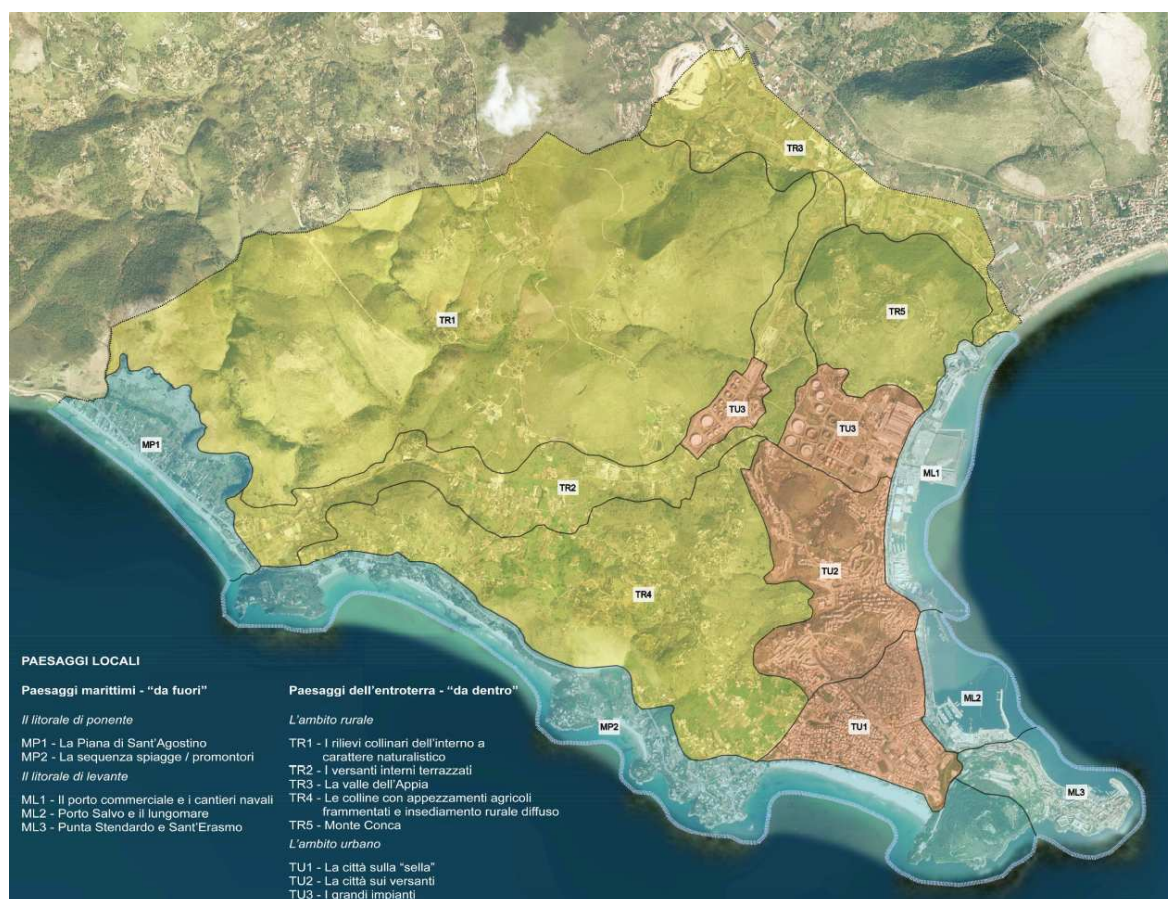 TR3
TR1
TR5
TU3
TU3
MP1
ML1
TR2
TU2
TR4
ML2
MP2
TU1
ML3
PAESAGGI LOCALI
Paesaggi marittimi - “da fuori”
Il litorale di ponente
MP1 - La Piana di Sant’Agostino
MP2 - La sequenza spiagge / promontori
Il litorale di levante
ML1 - Il porto commerciale e i cantieri navali
ML2 - Porto Salvo e il lungomare
ML3 - Punta Stendardo e Sant’Erasmo
Paesaggi dell’entroterra - “da dentro”
L’ambito rurale
TR1 - I rilievi collinari dell’interno a
carattere naturalistico
TR2 - I versanti interni terrazzati
TR3 - La valle dell’Appia
TR4 - Le colline con appezzamenti agricoli
frammentati e insediamento rurale diffuso
TR5 - Monte Conca
L’ambito urbano
TU1 - La città sulla “sella”
TU2 - La città sui versanti
TU3 - I grandi impianti